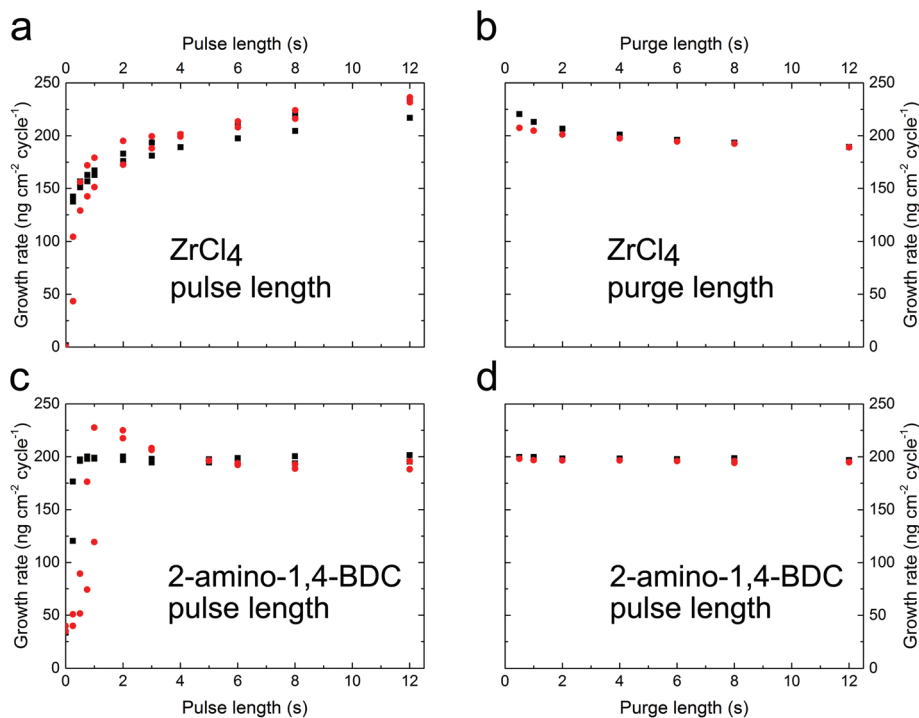 a
Pulse length (s)
0 2 4 6 8 10 12
250
200
150
100
50
0
Growth rate (ng cm-2 cycle-1)
ZrCl4
pulse length
b
Purge length (s)
0 2 4 6 8 10 12
250
200
150
100
50
0
Growth rate (ng cm-2 cycle-1)
ZrCl4
purge length
c
250
200
150
100
50
0
Growth rate (ng cm-2 cycle-1)
2-amino-1,4-BDC
pulse length
0 2 4 6 8 10 12
Pulse length (s)
d
250
200
150
100
50
0
Growth rate (ng cm-2 cycle-1)
2-amino-1,4-BDC
pulse length
0 2 4 6 8 10 12
Purge length (s)